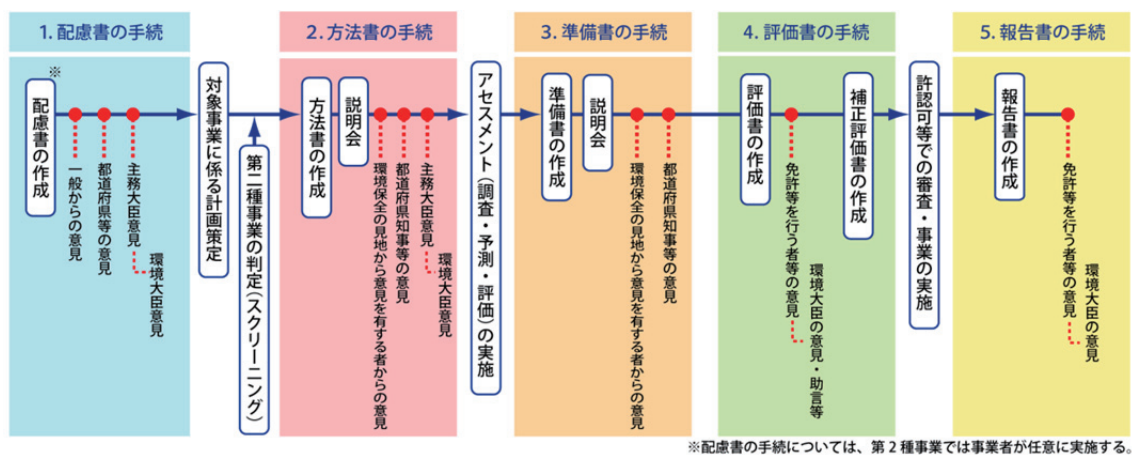 1. 配慮書の手続
※
配慮書の作成
一般からの意見
都道府県等の意見
主務大臣意見
環境大臣意見
対象事業に係る計画策定
第二種事業の判定(スクリーニング)
2. 方法書の手続
方法書の作成
説明会
環境保全の見地から意見を有する者からの意見
都道府県知事等の意見
主務大臣意見
環境大臣意見
アセスメント(調査・予測・評価)の実施
3. 準備書の手続
準備書の作成
説明会
環境保全の見地から意見を有する者からの意見
都道府県知事等の意見
4. 評価書の手続
評価書の作成
免許等を行う者等の意見
環境大臣の意見・助言等
補正評価書の作成
許認可等での審査・事業の実施
5. 報告書の手続
報告書の作成
免許等を行う者等の意見
環境大臣の意見
※配慮書の手続については、第2種事業では事業者が任意に実施する。